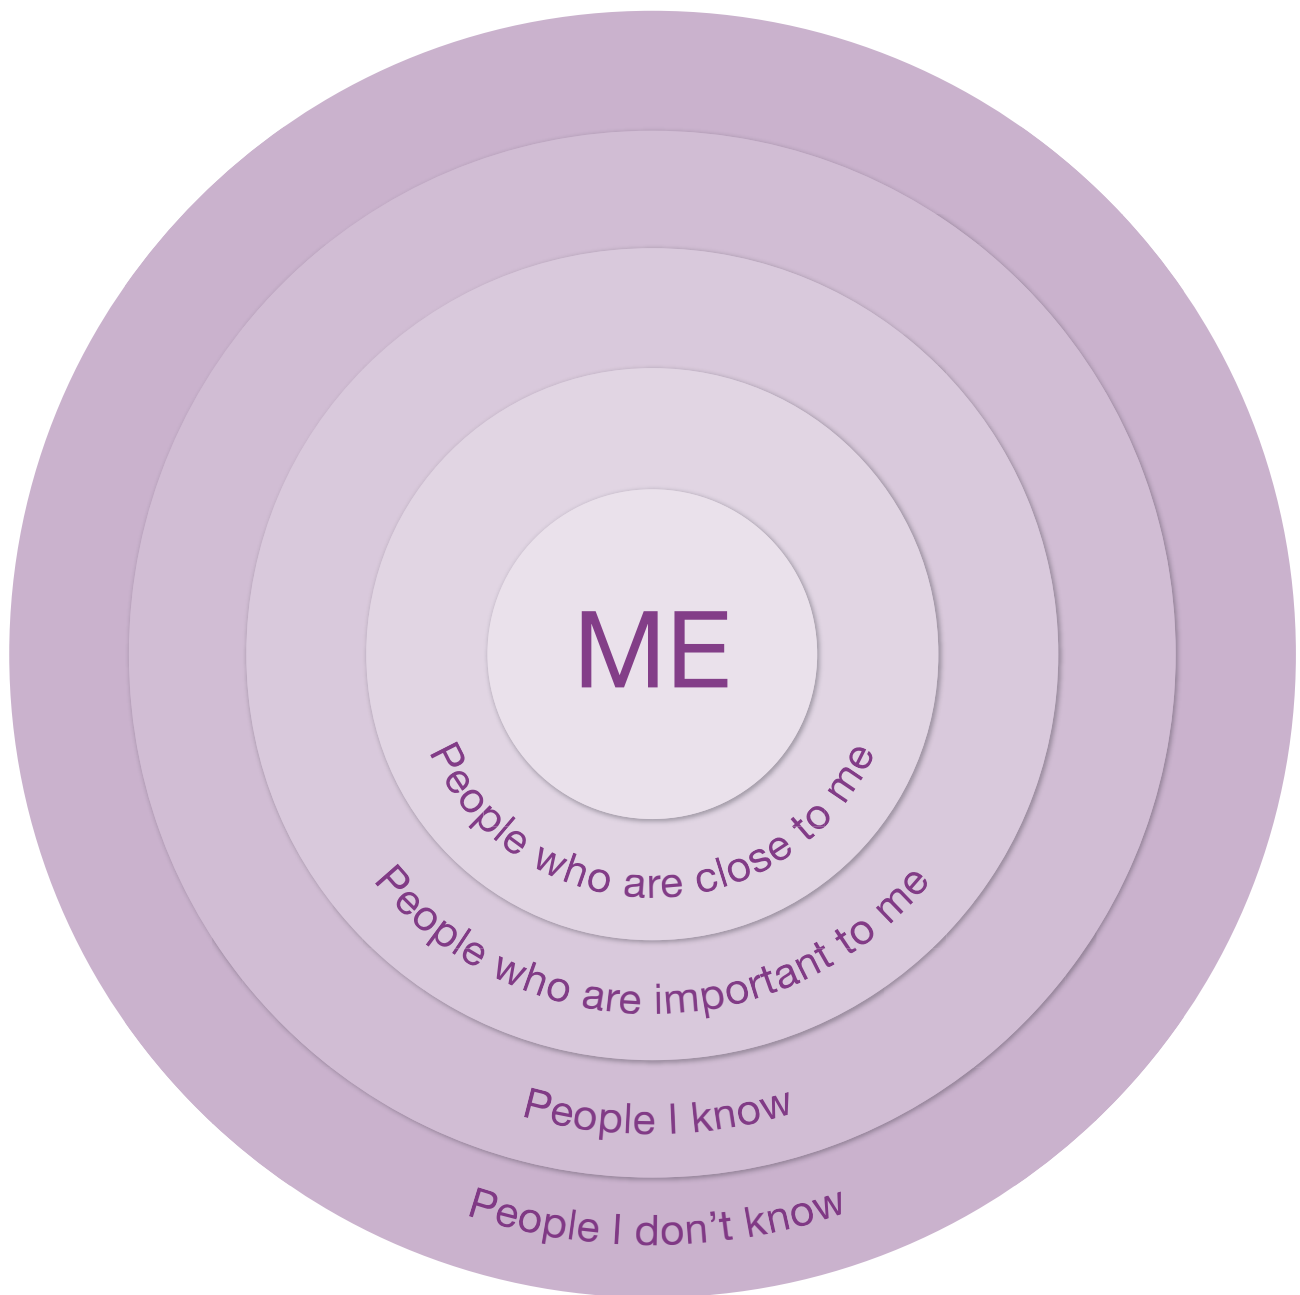 ME
People who are close to me
People who are important to me
People I know
People I don’t know